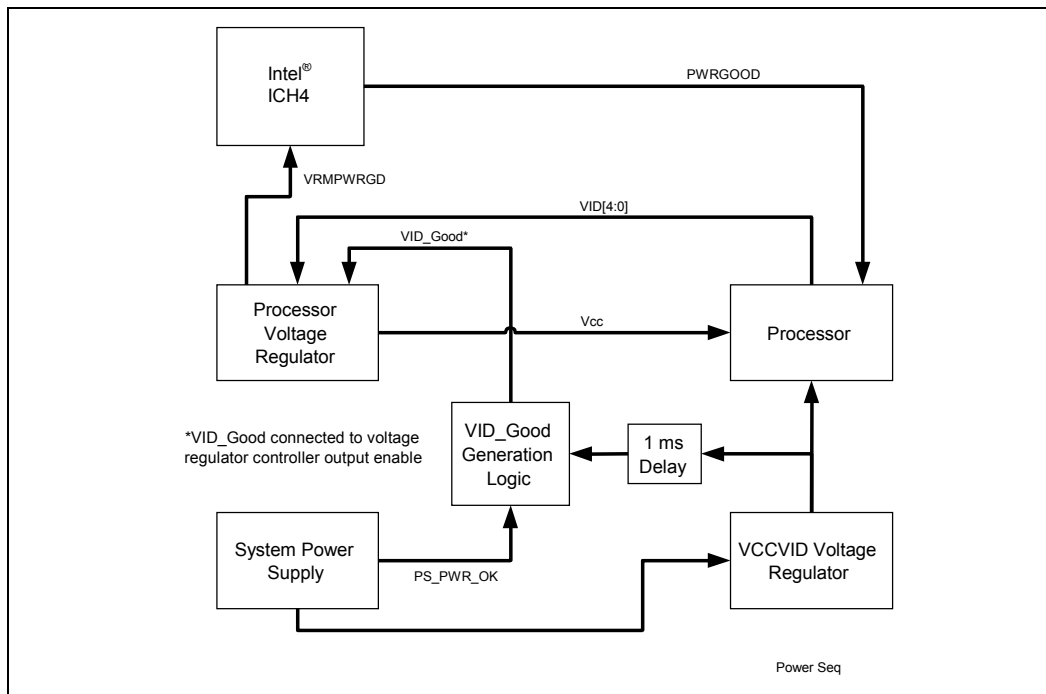 Intel®
ICH4
PWRGOOD
VRMPWRGD
VID[4:0]
VID_Good*
Processor
Voltage
Regulator
Vcc
Processor
*VID_Good connected to voltage
regulator controller output enable
VID_Good
Generation
Logic
1 ms
Delay
System Power
Supply
PS_PWR_OK
VCCVID Voltage
Regulator
Power Seq